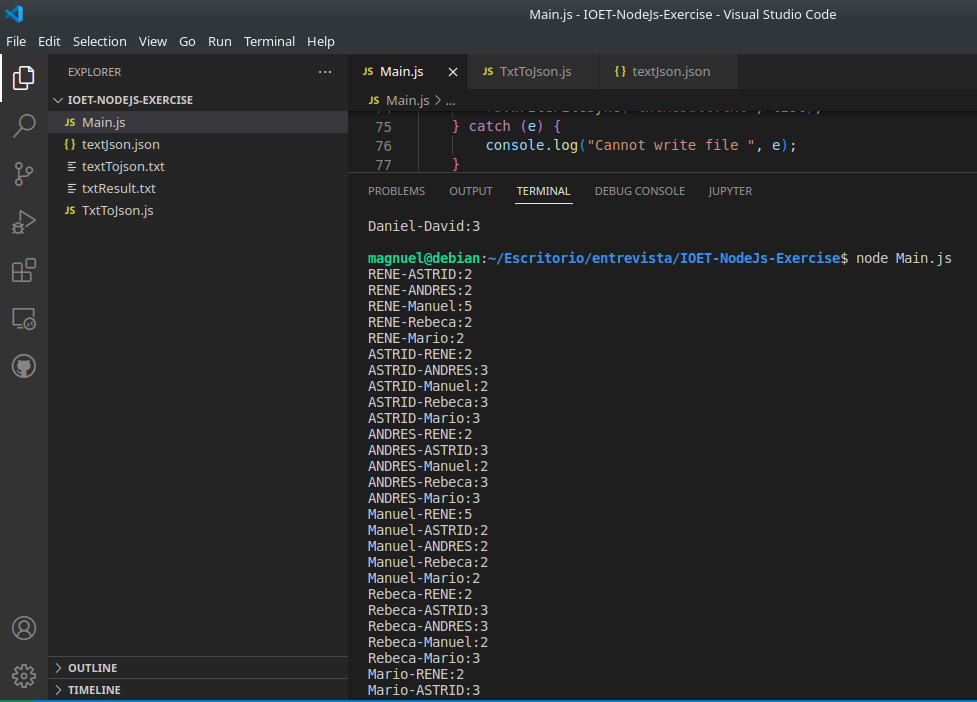 Main.js - IOET-NodeJs-Exercise - Visual Studio Code
File Edit Selection View Go Run Terminal Help
EXPLORER ...
IOET-NODEJS-EXERCISE
JS Main.js
{} textJson.json
textTojson.txt
txtResult.txt
JS TxtToJson.js
OUTLINE
TIMELINE
JS Main.js × JS TxtToJson.js {} textJson.json
JS Main.js > ...
75 } catch (e) {
76 console.log("Cannot write file ", e);
77 }
PROBLEMS OUTPUT TERMINAL DEBUG CONSOLE JUPYTER
Daniel-David:3
magnuel@debian:~/Escritorio/entrevista/IOET-NodeJs-Exercise$ node Main.js
RENE-ASTRID:2
RENE-ANDRES:2
RENE-Manuel:5
RENE-Rebeca:2
RENE-Mario:2
ASTRID-RENE:2
ASTRID-ANDRES:3
ASTRID-Manuel:2
ASTRID-Rebeca:3
ASTRID-Mario:3
ANDRES-RENE:2
ANDRES-ASTRID:3
ANDRES-Manuel:2
ANDRES-Rebeca:3
ANDRES-Mario:3
Manuel-RENE:5
Manuel-ASTRID:2
Manuel-ANDRES:2
Manuel-Rebeca:2
Manuel-Mario:2
Rebeca-RENE:2
Rebeca-ASTRID:3
Rebeca-ANDRES:3
Rebeca-Manuel:2
Rebeca-Mario:3
Mario-RENE:2
Mario-ASTRID:3